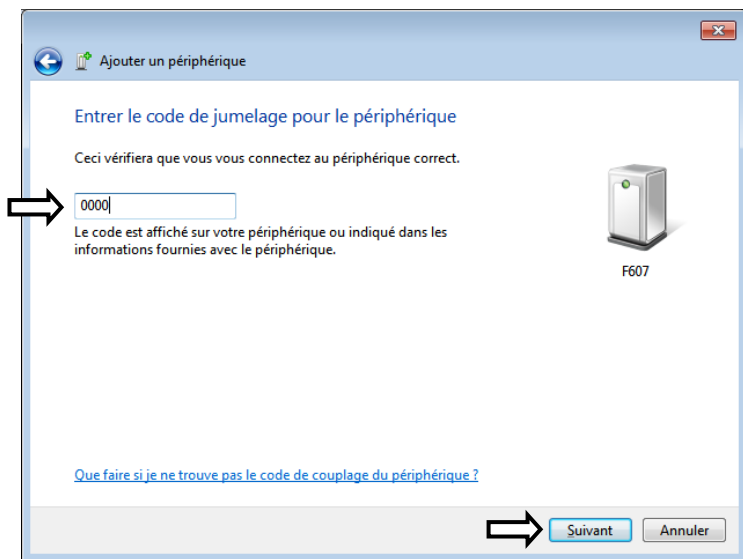 Ajouter un périphérique
Entrer le code de jumelage pour le périphérique
Ceci vérifiera que vous vous connectez au périphérique correct.
0000
Le code est affiché sur votre périphérique ou indiqué dans les
informations fournies avec le périphérique.
F607
Que faire si je ne trouve pas le code de couplage du périphérique ?
Suivant
Annuler